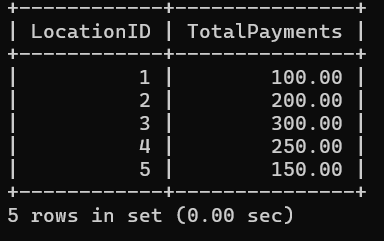 +------------+---------------+
| LocationID | TotalPayments |
+------------+---------------+
|          1 |        100.00 |
|          2 |        200.00 |
|          3 |        300.00 |
|          4 |        250.00 |
|          5 |        150.00 |
+------------+---------------+
5 rows in set (0.00 sec)